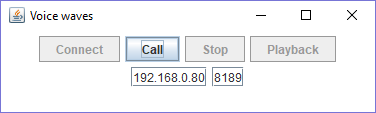 Voice waves
Connect Call Stop Playback
192.168.0.80 8189